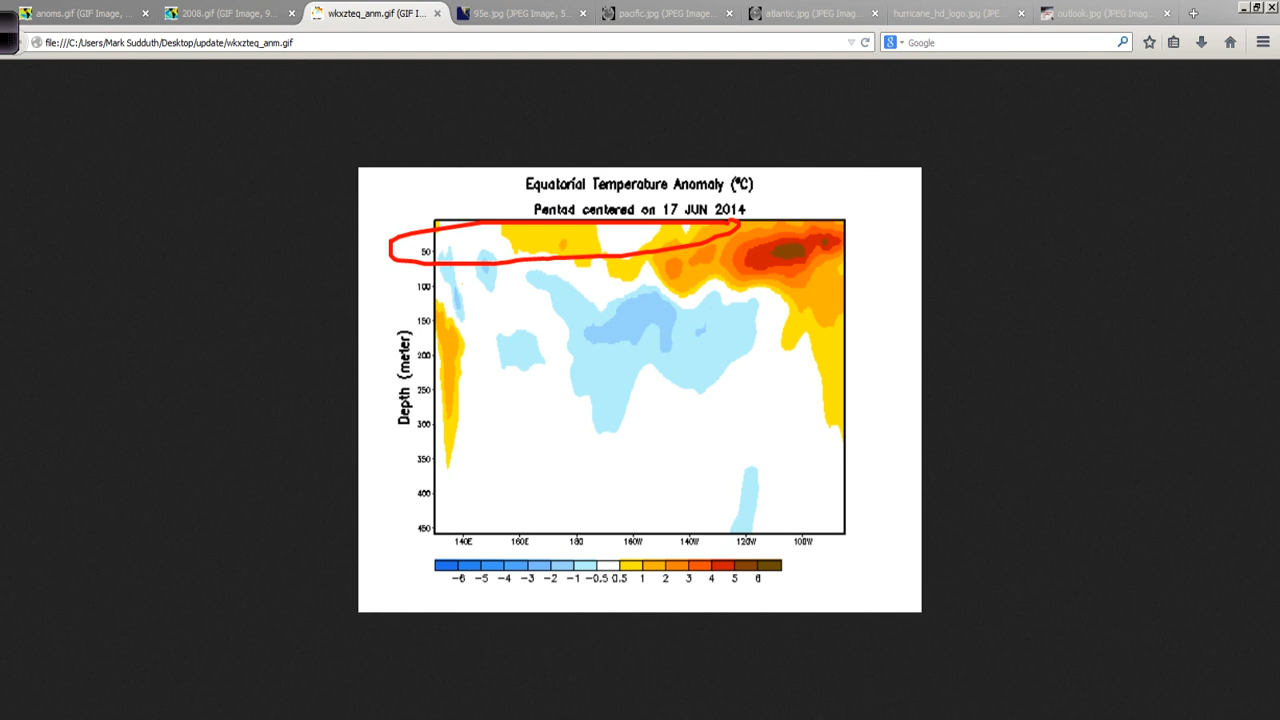 anoms.gif (GIF Image, ...
2008.gif (GIF Image, 9...
wkxzteq_anm.gif (GIF I...
95e.jpg (JPEG Image, 5...
pacific.jpg (JPEG Image...
atlantic.jpg (JPEG Imag...
hurricane_hd_logo.jpg (JPE...
outlook.jpg (JPEG Imag...
file:///C:/Users/Mark Sudduth/Desktop/update/wkxzteq_anm.gif
Google
Equatorial Temperature Anomaly (°C)
Pentad centered on 17 JUN 2014
50
100
150
200
250
300
350
400
450
Depth (meter)
140E 160E 180 160W 140W 120W 100W
-6 -5 -4 -3 -2 -1 -0.5 0.5 1 2 3 4 5 6